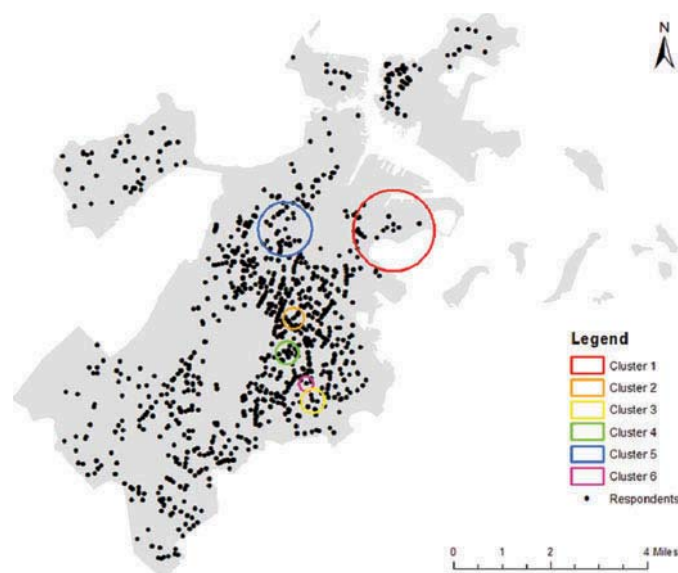 N
Legend
Cluster 1
Cluster 2
Cluster 3
Cluster 4
Cluster 5
Cluster 6
Respondents
0 1 2 4 Miles